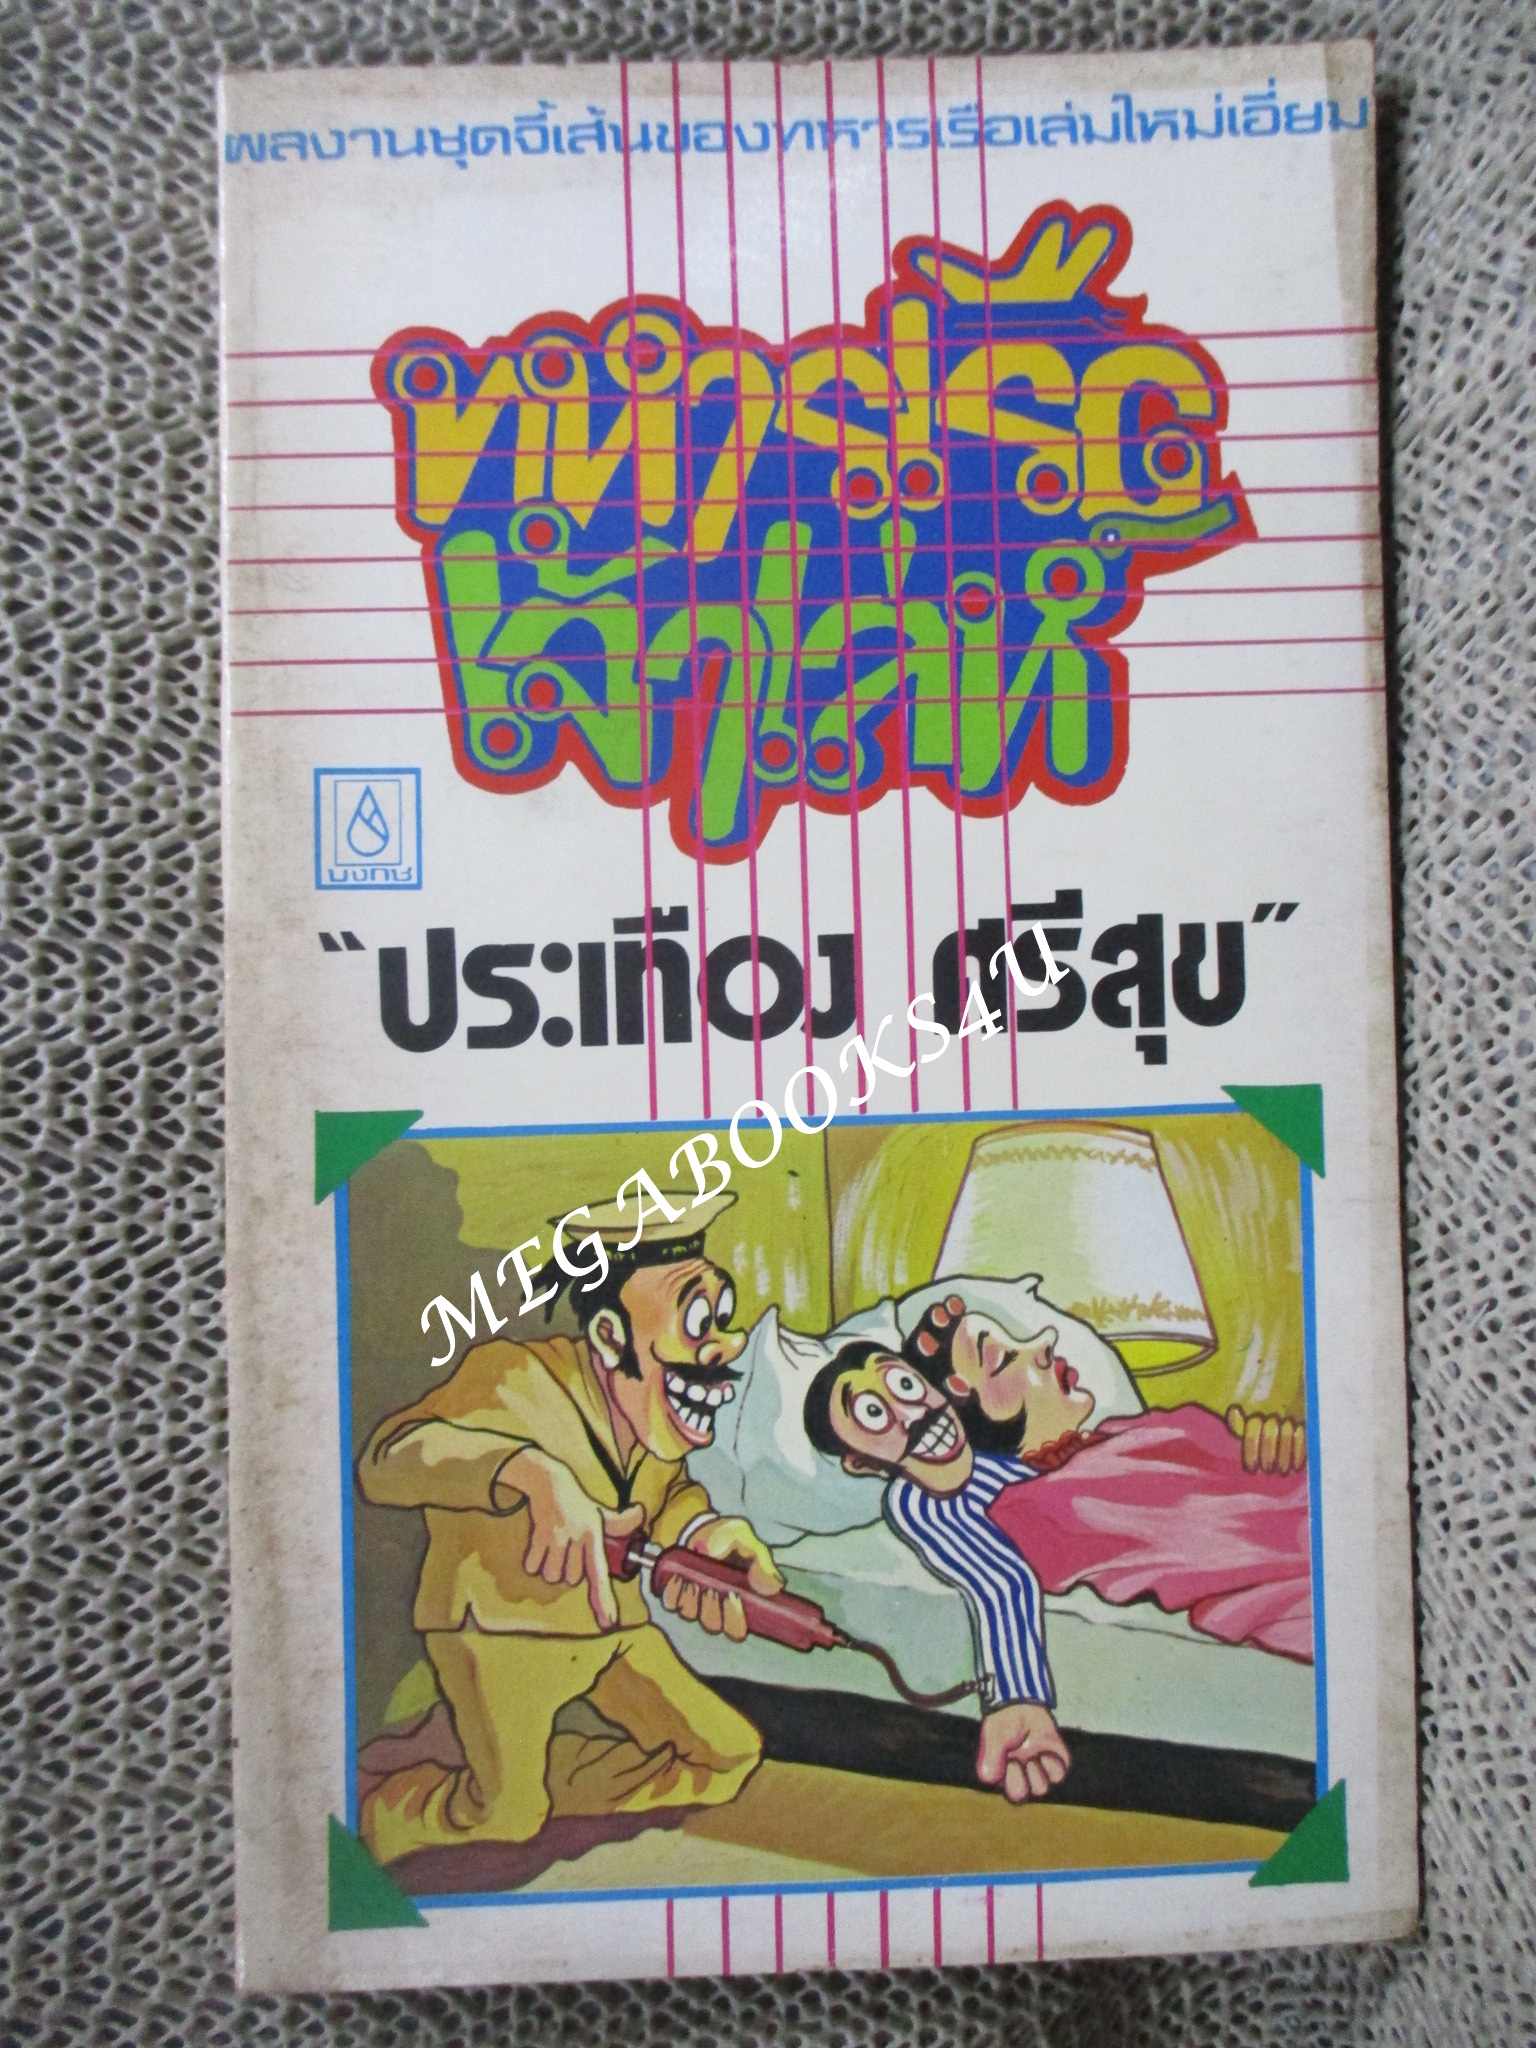 ผลงานชุดจี้เส้นของทหารเรือเล่มใหม่เอี่ยม
ทหารเรือ
เจ้าเล่ห์
บงกช
"ประเทือง ศรีสุข"
MEGABOOKS4U